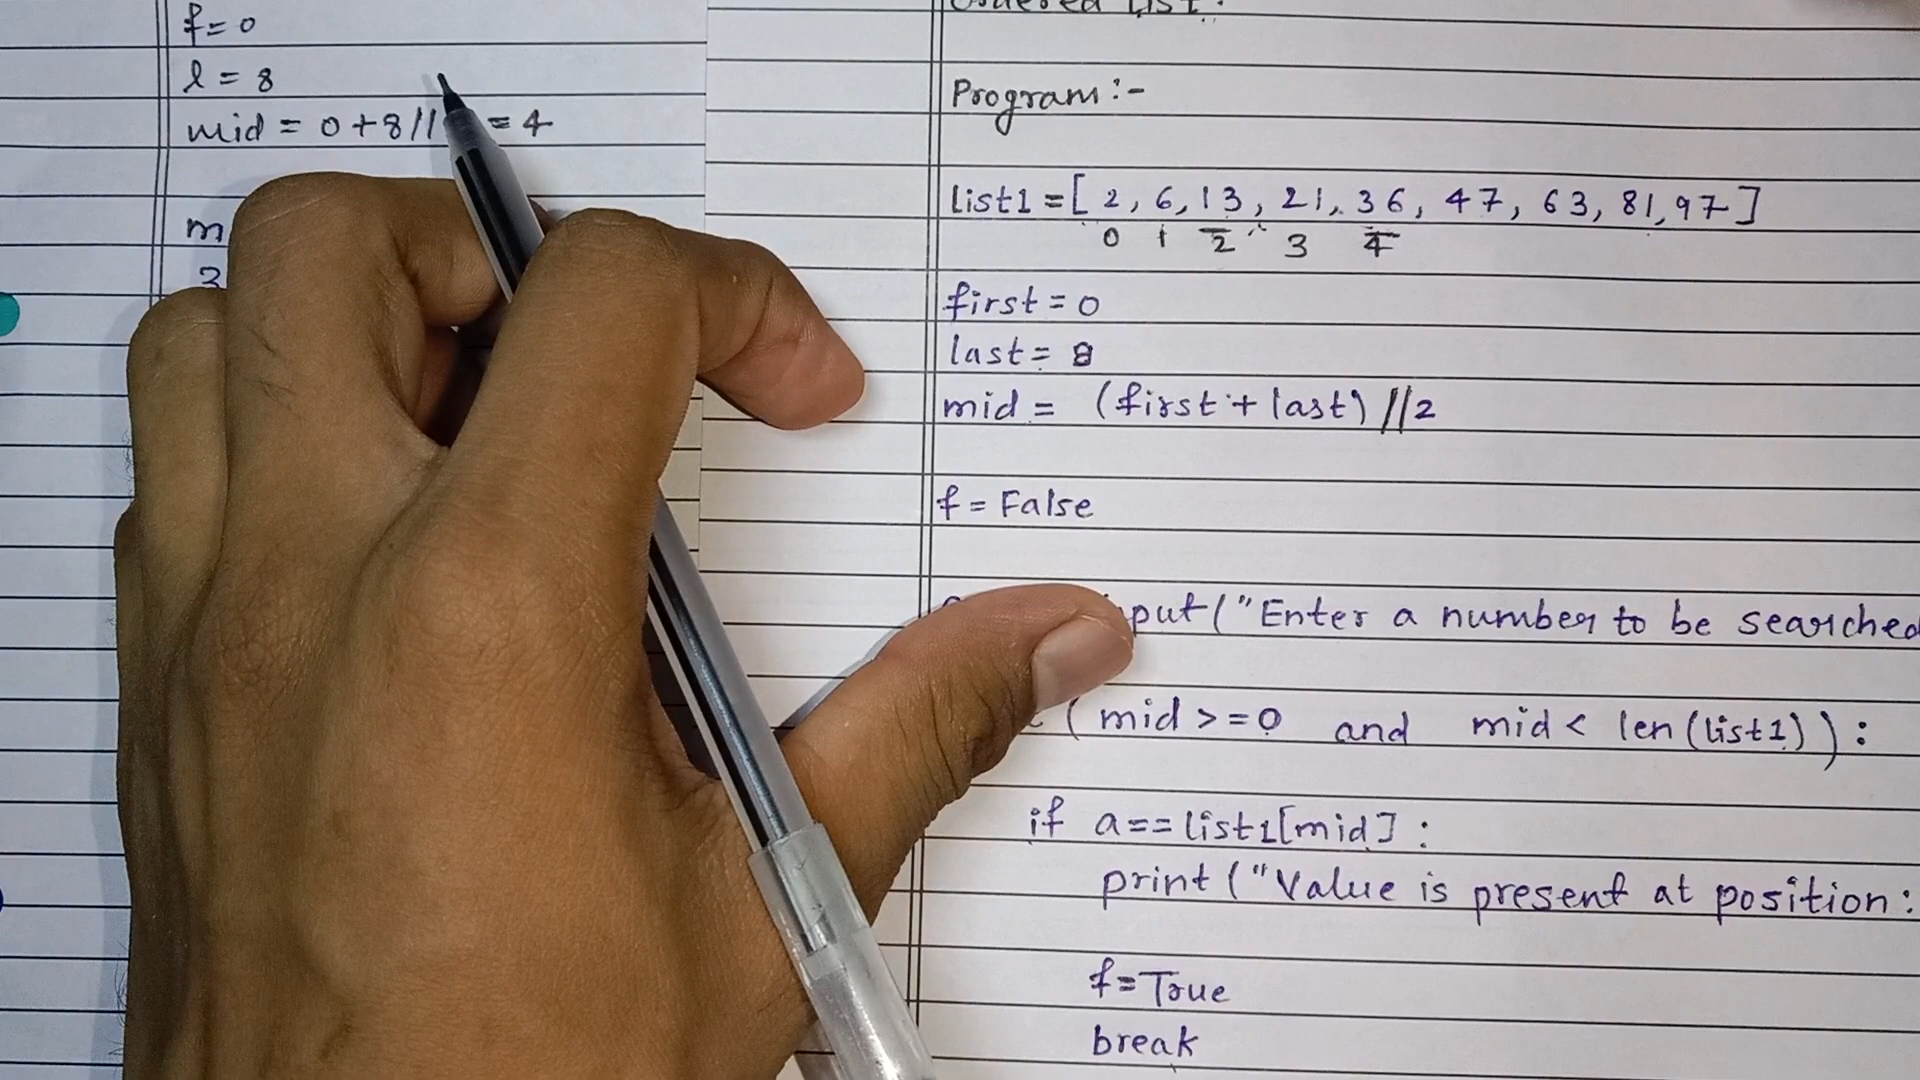 f=0
l = 8
mid = 0+8// = 4
m
3
Ordered List:
Program :-
list1 = [ 2, 6, 13, 21, 36, 47, 63, 81, 97 ]
0 1 2 3 4
first = 0
last = 8
mid = (first + last) //2
f = False
put ("Enter a number to be searched
( mid >= 0 and mid < len (list1) ) :
if a == list1[mid] :
print ("Value is present at position :
f = True
break